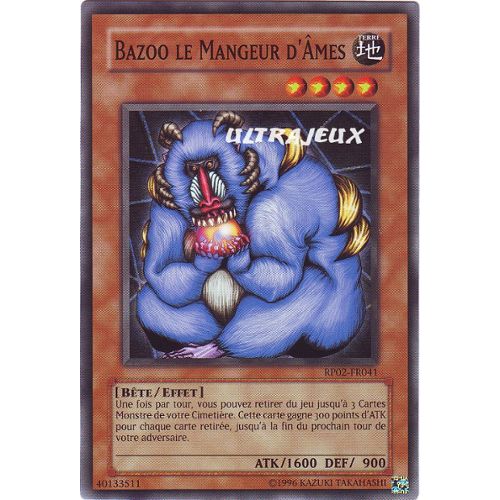 Bazoo le Mangeur d'Âmes
TERRE
地
ULTRAJEUX
RP02-FR041
[Bête/Effet]
Une fois par tour, vous pouvez retirer du jeu jusqu'à 3 Cartes
Monstre de votre Cimetière. Cette carte gagne 300 points d'ATK
pour chaque carte retirée, jusqu'à la fin du prochain tour
de votre adversaire.
ATK/1600 DEF/ 900
40133511
©1996 KAZUKI TAKAHASHI